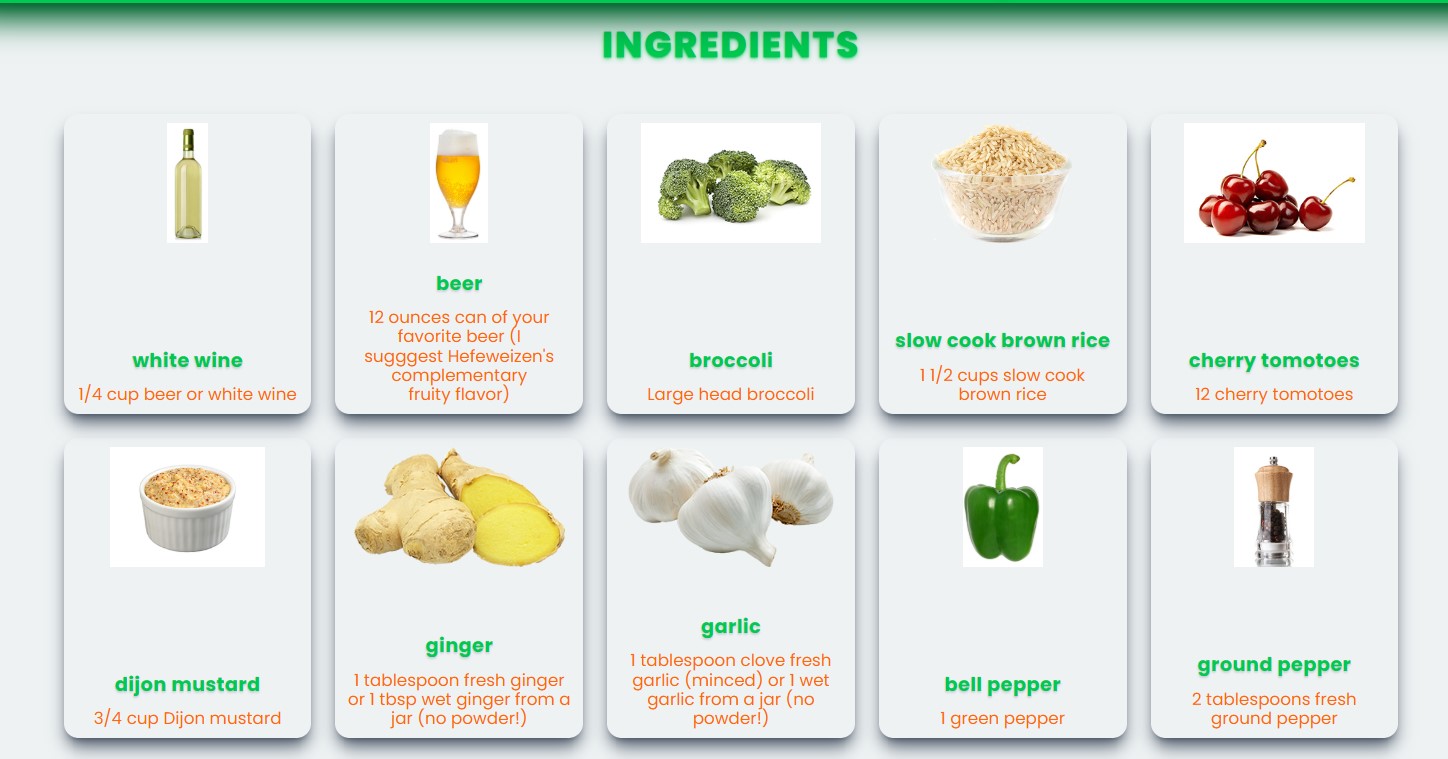 INGREDIENTS
white wine
1/4 cup beer or white wine
beer
12 ounces can of your
favorite beer (I
sugggest Hefeweizen's
complementary
fruity flavor)
broccoli
Large head broccoli
slow cook brown rice
1 1/2 cups slow cook
brown rice
cherry tomotoes
12 cherry tomotoes
dijon mustard
3/4 cup Dijon mustard
ginger
1 tablespoon fresh ginger
or 1 tbsp wet ginger from a
jar (no powder!)
garlic
1 tablespoon clove fresh
garlic (minced) or 1 wet
garlic from a jar (no
powder!)
bell pepper
1 green pepper
ground pepper
2 tablespoons fresh
ground pepper